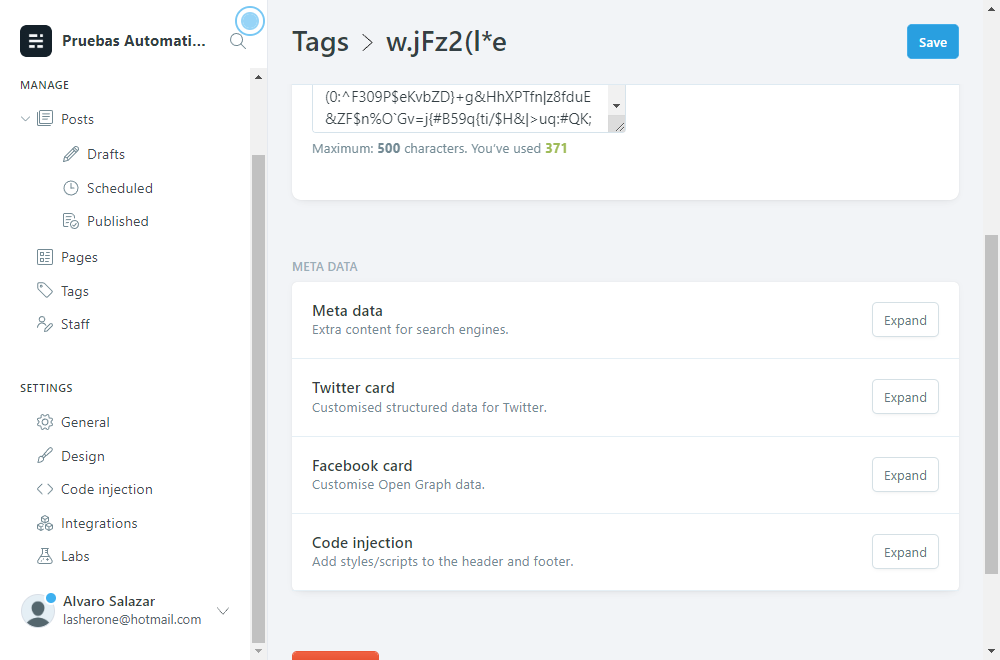 Pruebas Automati...
MANAGE
Posts
Drafts
Scheduled
Published
Pages
Tags
Staff
SETTINGS
General
Design
Code injection
Integrations
Labs
Alvaro Salazar
lasherone@hotmail.com
Tags > w.jFz2(l*e
Save
(0:^F309P$eKvbZD}+g&HhXPTfn|z8fduE
&ZF$n%O`Gv=j{#B59q{ti/$H&|>uq:#QK;
Maximum: 500 characters. You've used 371
META DATA
Meta data
Extra content for search engines.
Expand
Twitter card
Customised structured data for Twitter.
Expand
Facebook card
Customise Open Graph data.
Expand
Code injection
Add styles/scripts to the header and footer.
Expand